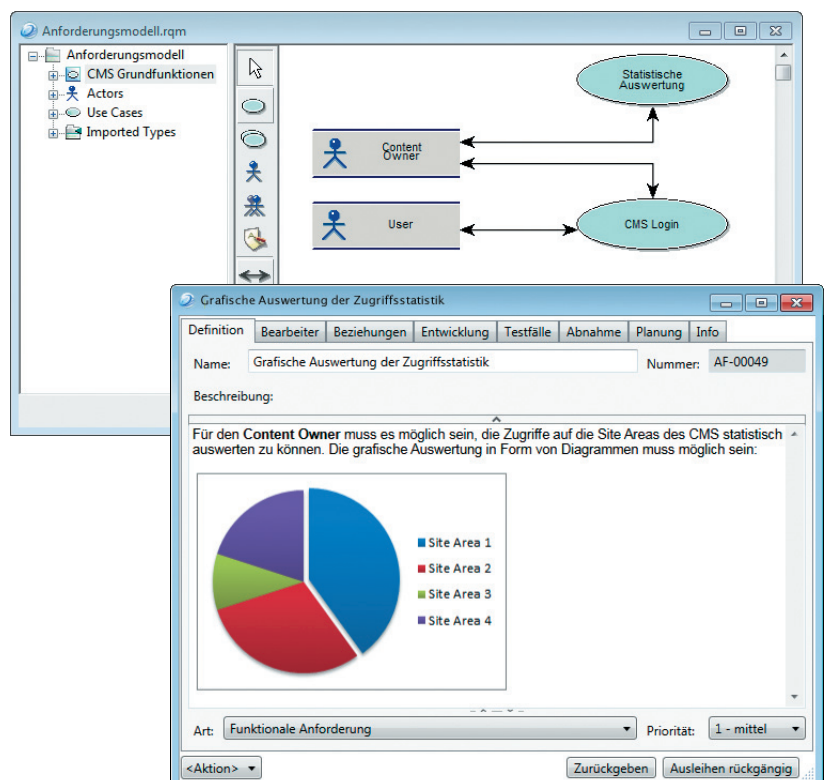 Anforderungsmodell.rqm
Anforderungsmodell
CMS Grundfunktionen
Actors
Use Cases
Imported Types
Statistische
Auswertung
Content
Owner
User
CMS Login
Grafische Auswertung der Zugriffsstatistik
Definition Bearbeiter Beziehungen Entwicklung Testfälle Abnahme Planung Info
Name: Grafische Auswertung der Zugriffsstatistik Nummer: AF-00049
Beschreibung:
Für den Content Owner muss es möglich sein, die Zugriffe auf die Site Areas des CMS statistisch
auswerten zu können. Die grafische Auswertung in Form von Diagrammen muss möglich sein:
Site Area 1
Site Area 2
Site Area 3
Site Area 4
Art: Funktionale Anforderung Priorität: 1 - mittel
<Aktion> Zurückgeben Ausleihen rückgängig